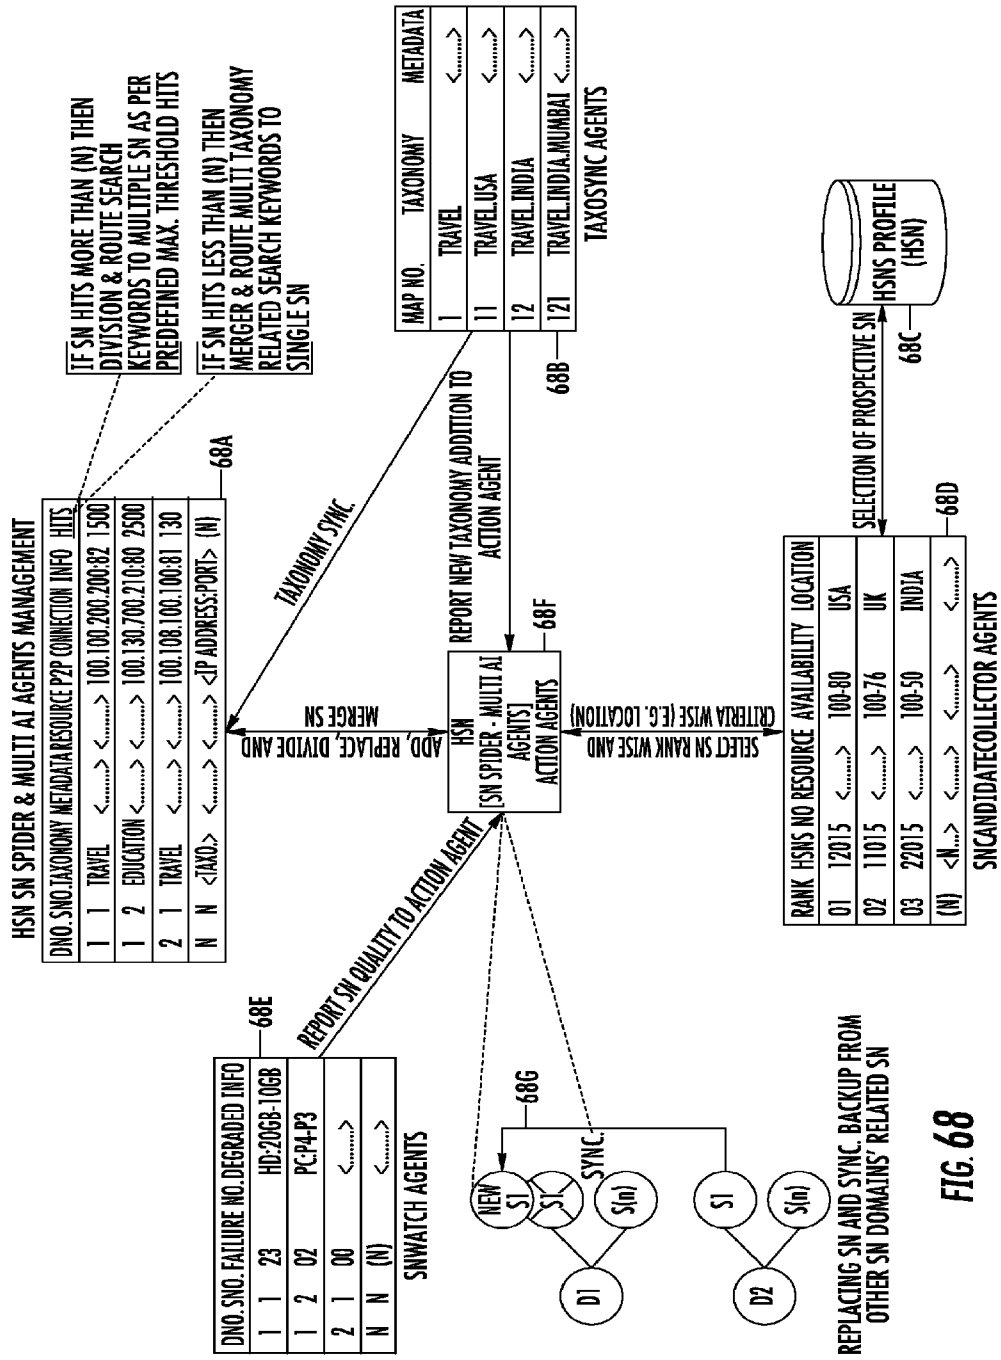 HSN SN SPIDER & MULTI AI AGENTS MANAGEMENT
DNO. SNO. TAXONOMY METADATA RESOURCE P2P CONNECTION INFO HITS
1 1 TRAVEL <.......> <.......> 100.100.200.200:82 1500
1 2 EDUCATION <.......> <.......> 100.130.700.210:80 2500
2 1 TRAVEL <.......> <.......> 100.108.100.100:81 130
N N <TAXO.> <.......> <.......> <IP ADDRESS:PORT> (N)
68A
IF SN HITS MORE THAN (N) THEN
DIVISION & ROUTE SEARCH
KEYWORDS TO MULTIPLE SN AS PER
PREDEFINED MAX. THRESHOLD HITS
IF SN HITS LESS THAN (N) THEN
MERGER & ROUTE MULTI TAXONOMY
RELATED SEARCH KEYWORDS TO
SINGLE SN
DNO. SNO. FAILURE NO. DEGRADED INFO
1 1 23 HD:20GB-10GB
1 2 02 PC:P4-P3
2 1 00 <.......>
N N (N) <.......>
68E
SNWATCH AGENTS
REPORT SN QUALITY TO ACTION AGENT
ADD, REPLACE, DIVIDE AND
MERGE SN
TAXONOMY SYNC.
REPORT NEW TAXONOMY ADDITION TO
ACTION AGENT
MAP NO. TAXONOMY METADATA
1 TRAVEL <.......>
11 TRAVEL.USA <.......>
12 TRAVEL.INDIA <.......>
121 TRAVEL.INDIA.MUMBAI <.......>
68B
TAXOSYNC AGENTS
HSN
[SN SPIDER - MULTI AI
AGENTS]
ACTION AGENTS
68F
SELECT SN RANK WISE AND
CRITERIA WISE (E.G. LOCATION)
NEW
S1
S1
S(n)
D1
SYNC.
68G
S1
S(n)
D2
REPLACING SN AND SYNC. BACKUP FROM
OTHER SN DOMAINS' RELATED SN
RANK HSNS NO RESOURCE AVAILABILITY LOCATION
01 12015 <.......> 100-80 USA
02 11015 <.......> 100-76 UK
03 22015 <.......> 100-50 INDIA
(N) <N...> <.......> <.......> <.......>
68D
SNCANDIDATECOLLECTOR AGENTS
SELECTION OF PROSPECTIVE SN
HSNS PROFILE
(HSN)
68C
FIG. 68